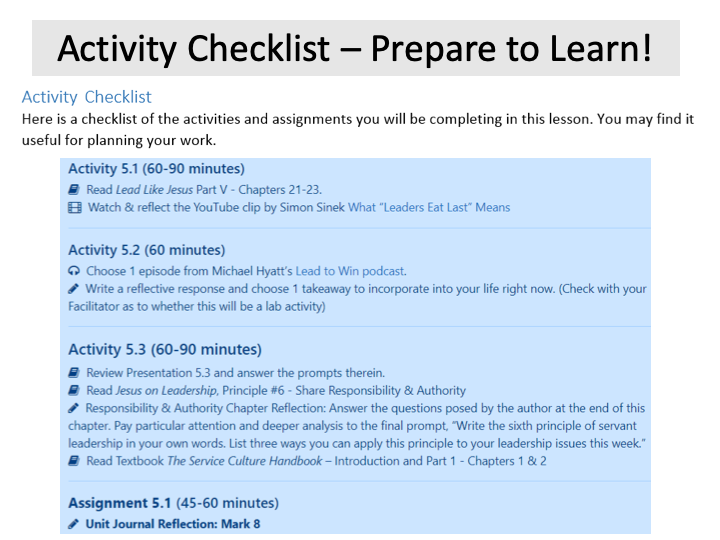 Activity Checklist – Prepare to Learn!
Activity Checklist
Here is a checklist of the activities and assignments you will be completing in this lesson. You may find it
useful for planning your work.
Activity 5.1 (60-90 minutes)
Read Lead Like Jesus Part V - Chapters 21-23.
Watch & reflect the YouTube clip by Simon Sinek What "Leaders Eat Last" Means
Activity 5.2 (60 minutes)
Choose 1 episode from Michael Hyatt's Lead to Win podcast.
Write a reflective response and choose 1 takeaway to incorporate into your life right now. (Check with your
Facilitator as to whether this will be a lab activity)
Activity 5.3 (60-90 minutes)
Review Presentation 5.3 and answer the prompts therein.
Read Jesus on Leadership, Principle #6 - Share Responsibility & Authority
Responsibility & Authority Chapter Reflection: Answer the questions posed by the author at the end of this
chapter. Pay particular attention and deeper analysis to the final prompt, "Write the sixth principle of servant
leadership in your own words. List three ways you can apply this principle to your leadership issues this week."
Read Textbook The Service Culture Handbook – Introduction and Part 1 - Chapters 1 & 2
Assignment 5.1 (45-60 minutes)
Unit Journal Reflection: Mark 8